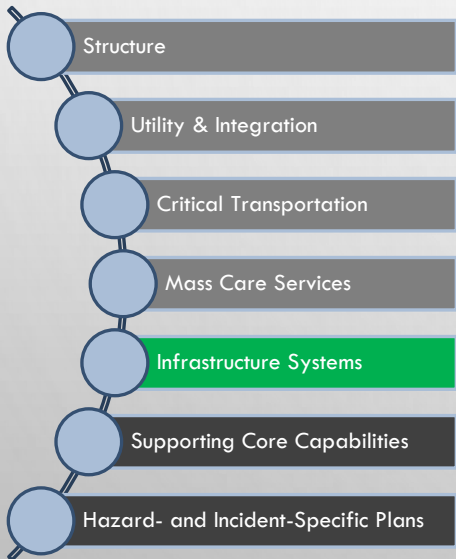 Structure
Utility & Integration
Critical Transportation
Mass Care Services
Infrastructure Systems
Supporting Core Capabilities
Hazard- and Incident-Specific Plans